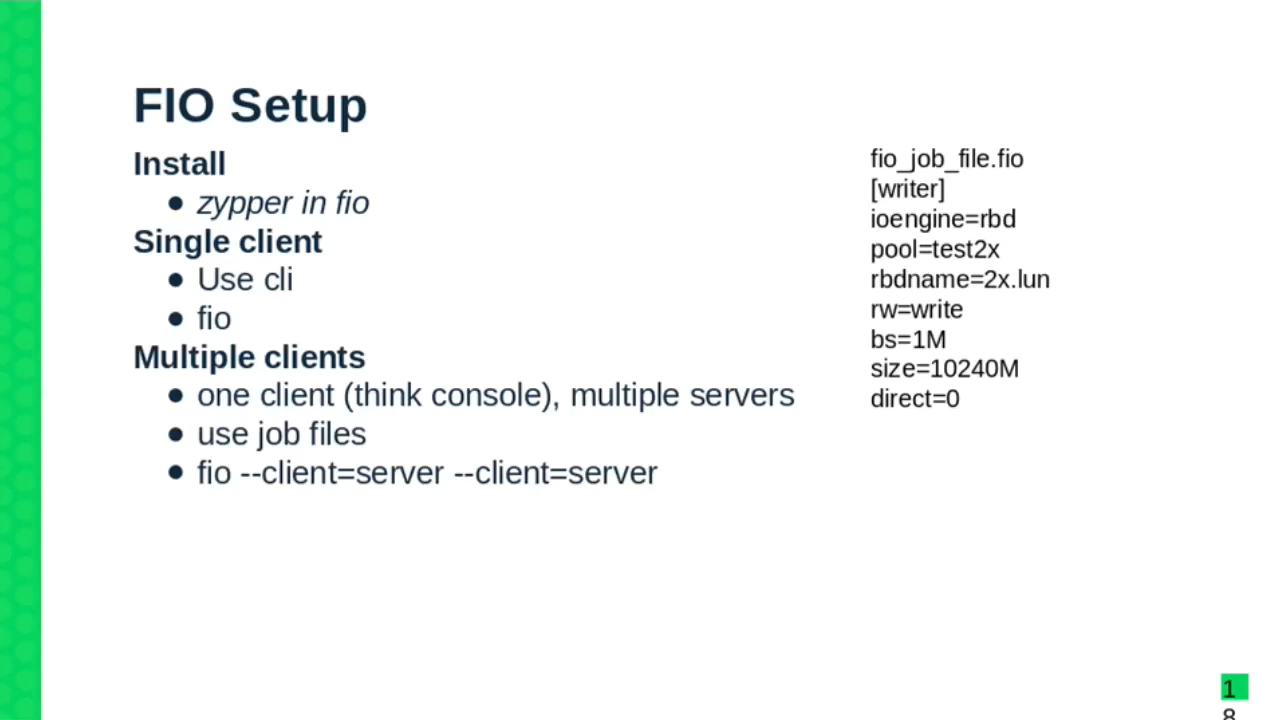 FIO Setup
Install
● zypper in fio
Single client
● Use cli
● fio
Multiple clients
● one client (think console), multiple servers
● use job files
● fio --client=server --client=server
fio_job_file.fio
[writer]
ioengine=rbd
pool=test2x
rbdname=2x.lun
rw=write
bs=1M
size=10240M
direct=0
1
8